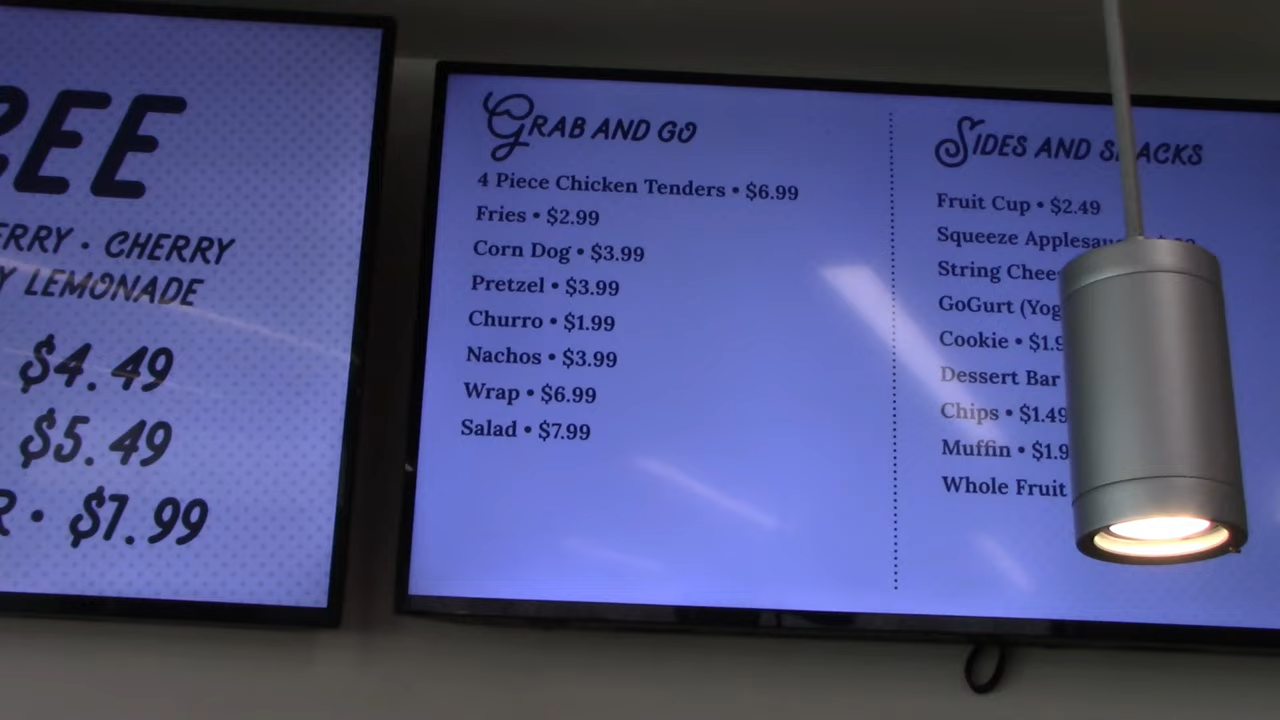 EE
CHERRY
LEMONADE
$4.49
$5.49
• $7.99
GRAB AND GO
4 Piece Chicken Tenders • $6.99
Fries • $2.99
Corn Dog • $3.99
Pretzel • $3.99
Churro • $1.99
Nachos • $3.99
Wrap • $6.99
Salad • $7.99
SIDES AND SNACKS
Fruit Cup • $2.49
Squeeze
String
GoGurt
Cookie •
Dessert Bar
Chips • $1.49
Muffin •
Whole Fruit